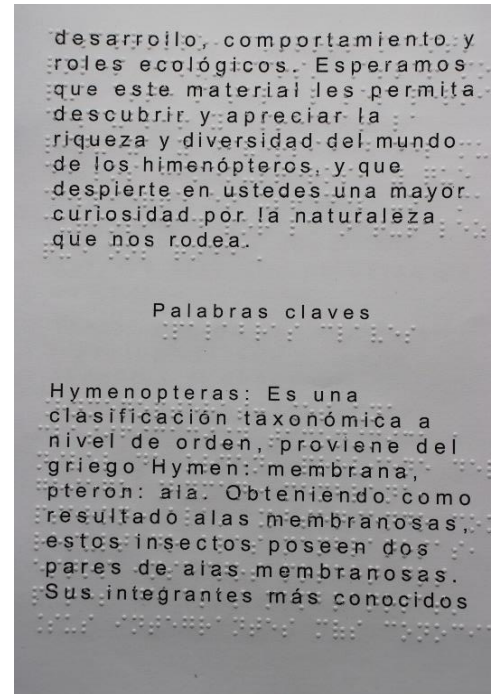 desarrollo, comportamiento y
roles ecológicos. Esperamos
que este material les permita
descubrir y apreciar la
riqueza y diversidad del mundo
de los himenópteros, y que
despierte en ustedes una mayor
curiosidad por la naturaleza
que nos rodea.
Palabras claves
Hymenopteras: Es una
clasificación taxonómica a
nivel de orden, proviene del
griego Hymen: membrana,
pteron: ala. Obteniendo como
resultado alas membranosas,
estos insectos poseen dos
pares de alas membranosas.
Sus integrantes más conocidos